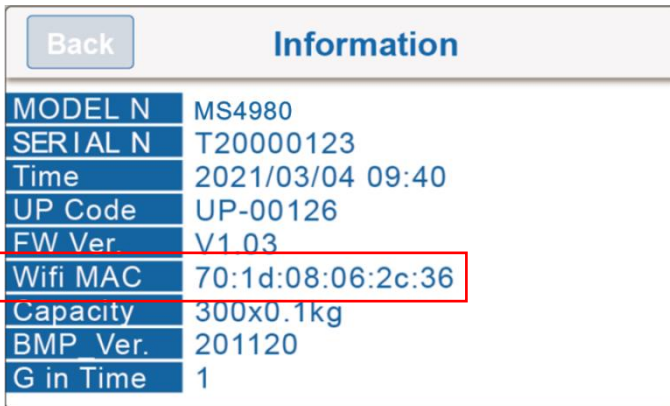 Back
Information
MODEL N MS4980
SERIAL N T20000123
Time 2021/03/04 09:40
UP Code UP-00126
FW Ver. V1.03
Wifi MAC 70:1d:08:06:2c:36
Capacity 300x0.1kg
BMP_Ver. 201120
G in Time 1